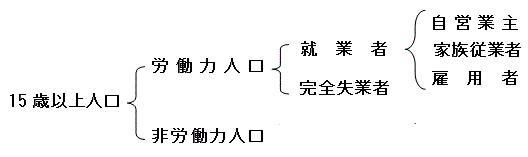 自営業主
就業者
家族従業者
労働力人口
雇用者
完全失業者
15歳以上人口
非労働力人口